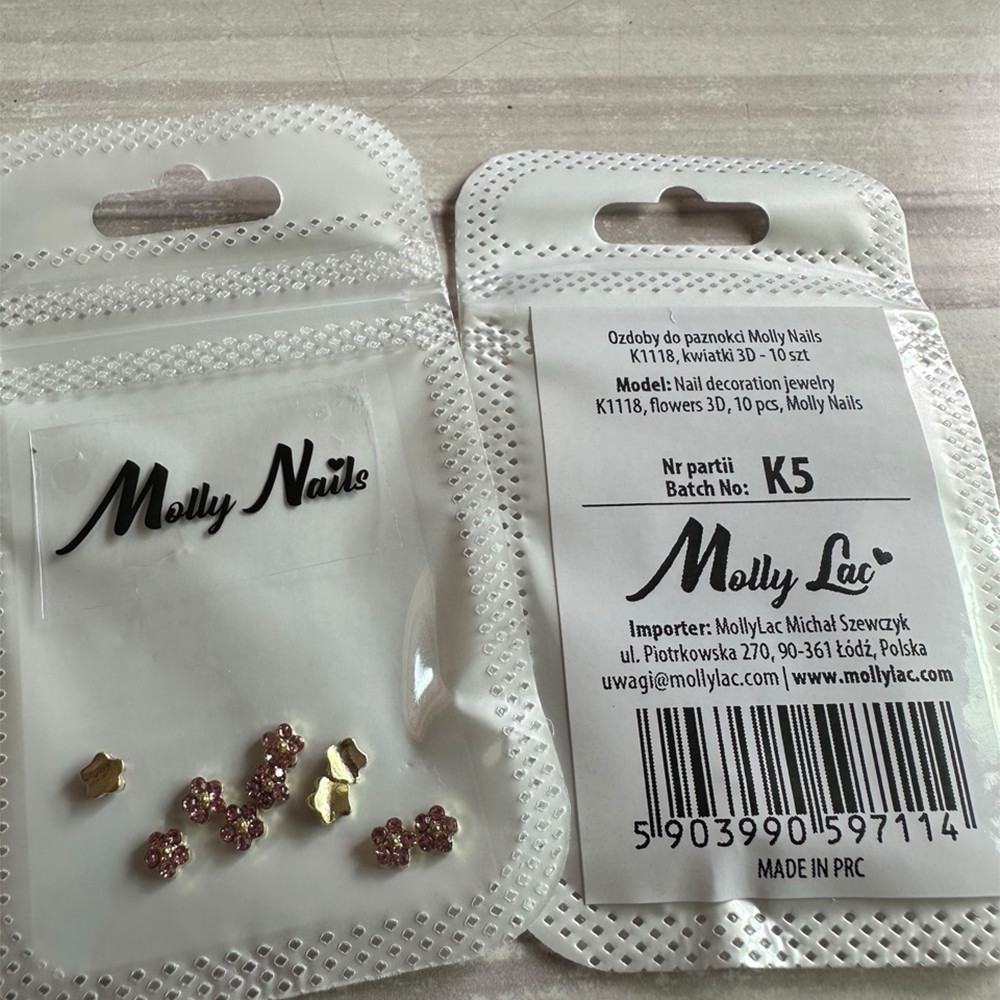 Molly Nails
Ozdoby do paznokci Molly Nails
K1118, kwiatki 3D - 10 szt
Model: Nail decoration jewelry
K1118, flowers 3D, 10 pcs, Molly Nails
Nr partii
Batch No: K5
Molly Lac
Importer: MollyLac Michał Szewczyk
ul. Piotrkowska 270, 90-361 Łódź, Polska
uwagi@mollylac.com | www.mollylac.com
5 903990 597114
MADE IN PRC